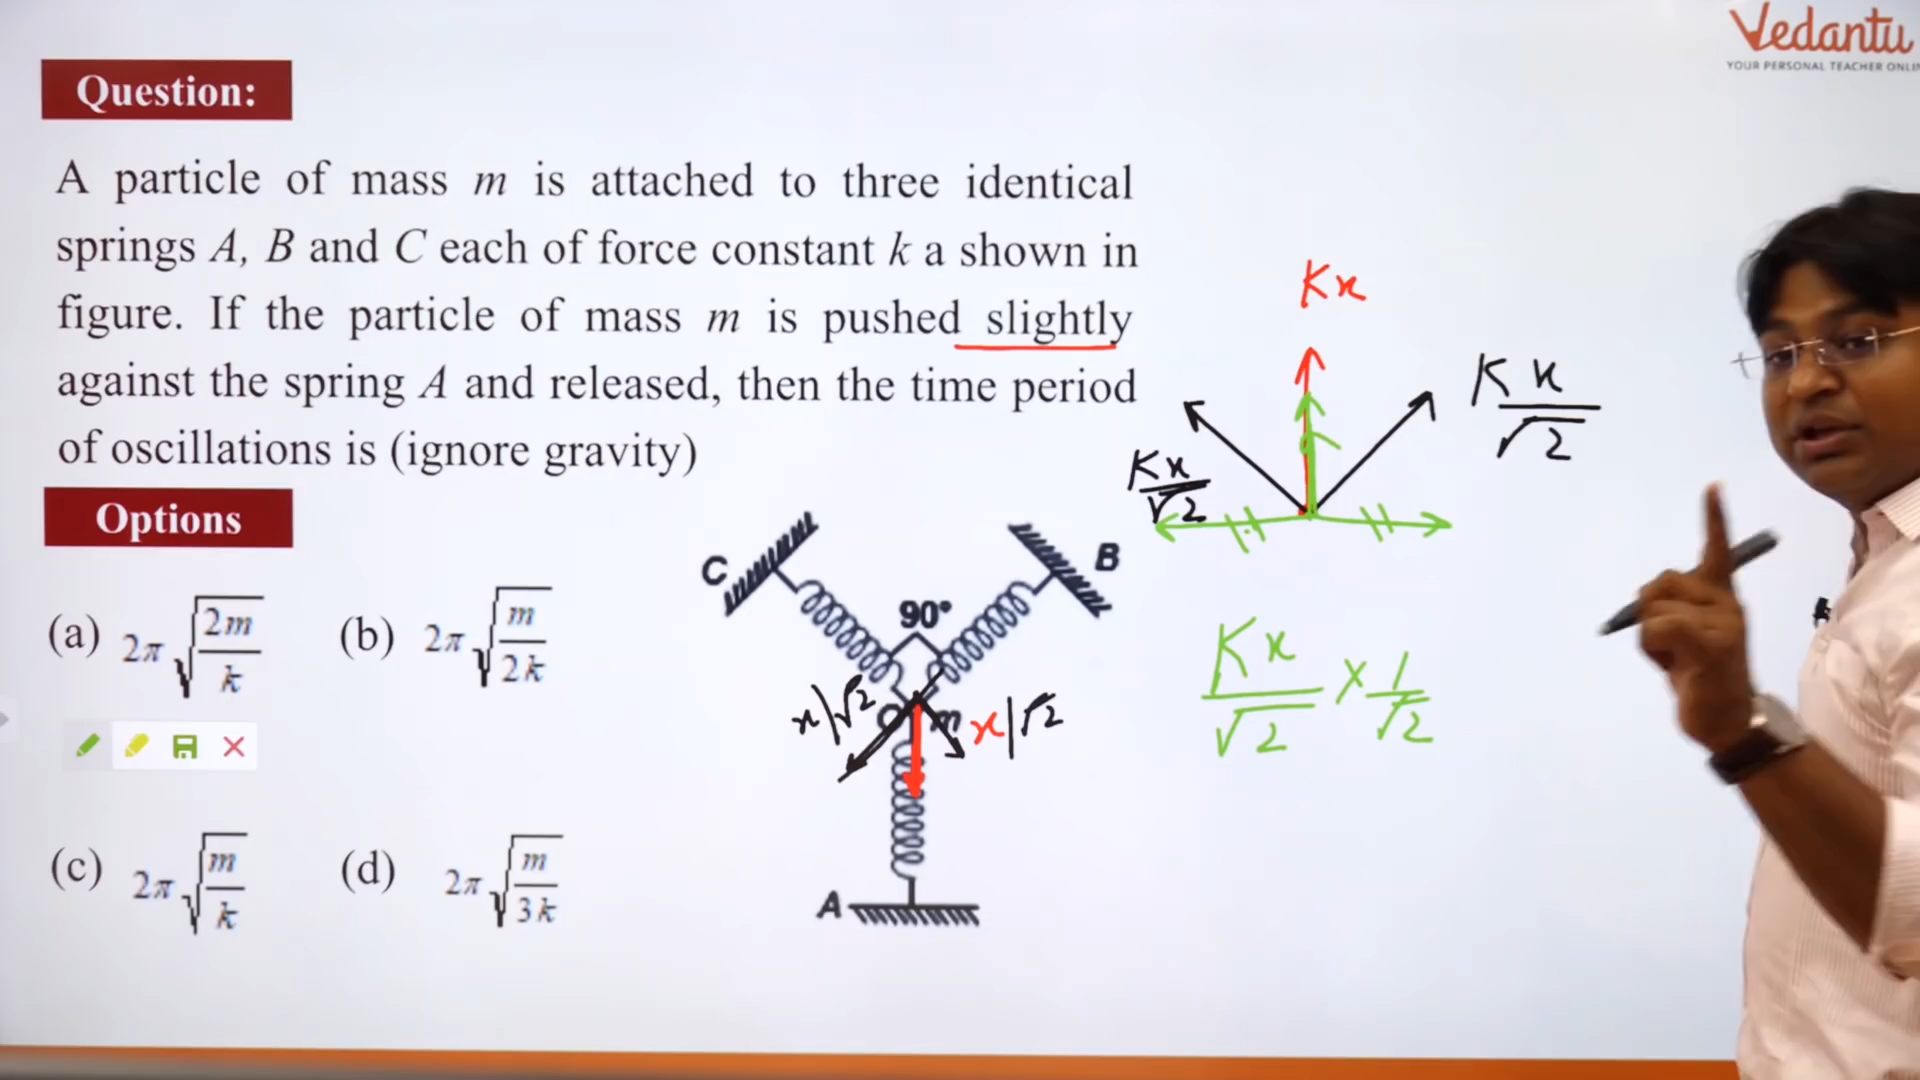 Vedantu
YOUR PERSONAL TEACHER ONLIN
Question:
A particle of mass m is attached to three identical
springs A, B and C each of force constant k a shown in
figure. If the particle of mass m is pushed slightly
against the spring A and released, then the time period
of oscillations is (ignore gravity)
Options
(a) 2π √(2m/k)
(b) 2π √(m/2k)
(c) 2π √(m/k)
(d) 2π √(m/3k)
C
B
90°
O
m
A
x/√2
x/√2
Kx
Kx/√2
Kx/√2
Kx/√2 × 1/√2